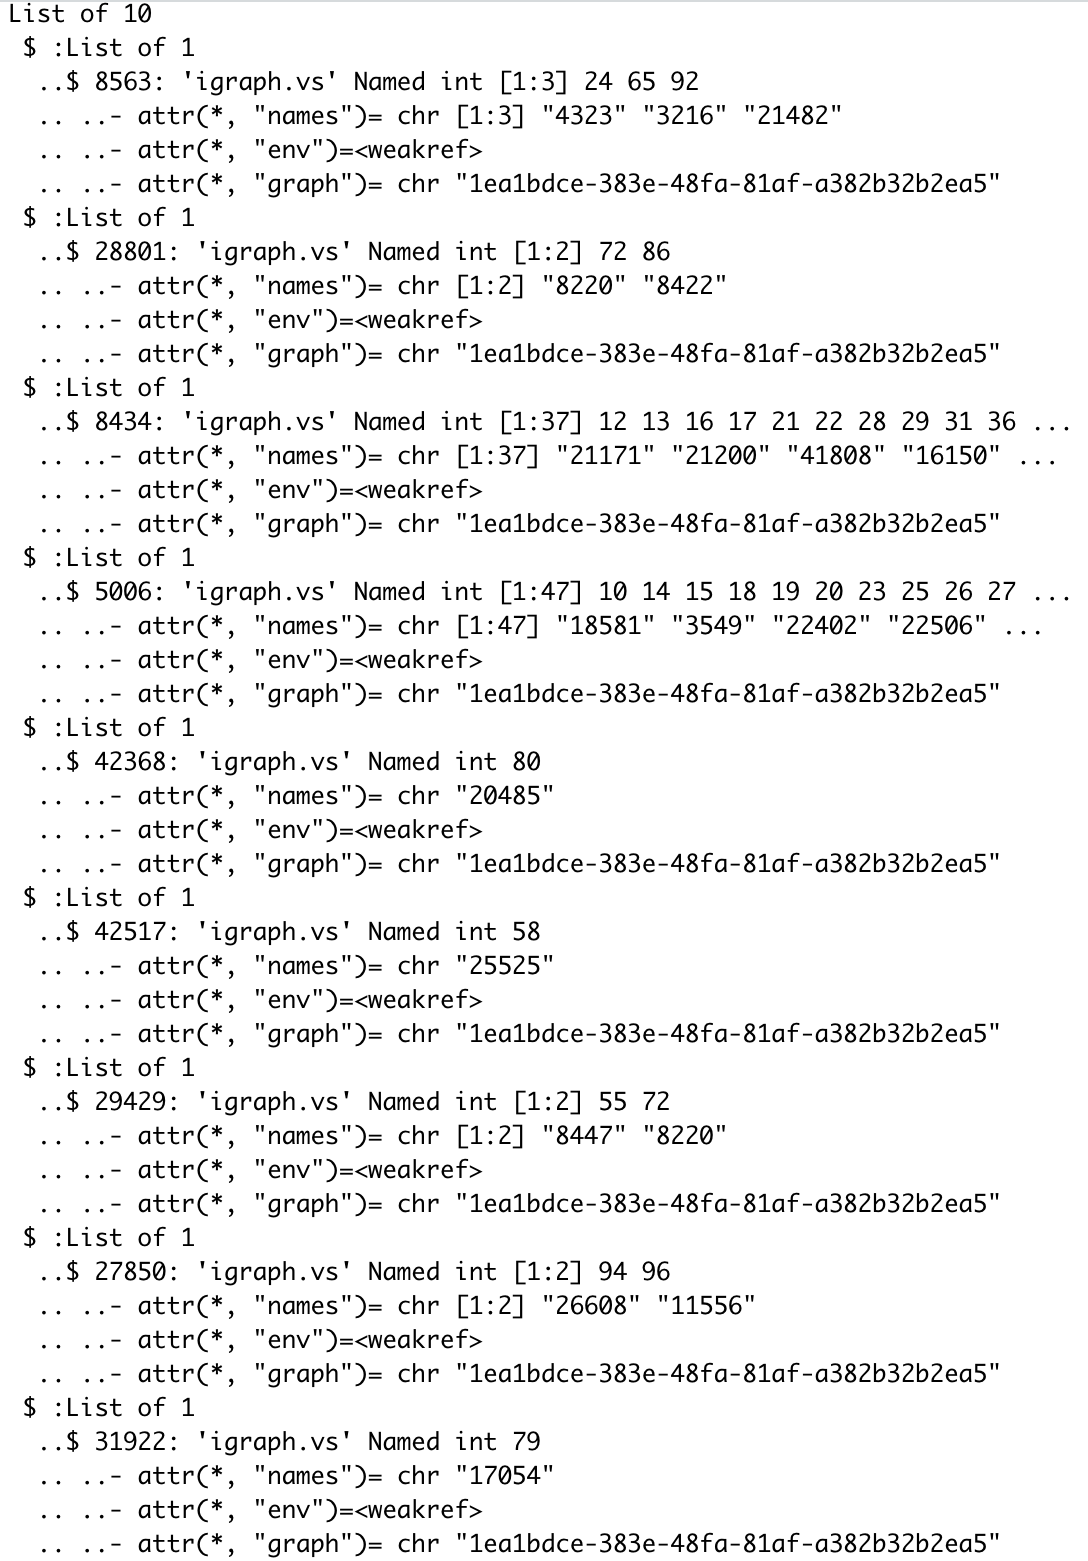 List of 10
 $ :List of 1
  ..$ 8563: 'igraph.vs' Named int [1:3] 24 65 92
  .. ..- attr(*, "names")= chr [1:3] "4323" "3216" "21482"
  .. ..- attr(*, "env")=<weakref>
  .. ..- attr(*, "graph")= chr "1ea1bdce-383e-48fa-81af-a382b32b2ea5"
 $ :List of 1
  ..$ 28801: 'igraph.vs' Named int [1:2] 72 86
  .. ..- attr(*, "names")= chr [1:2] "8220" "8422"
  .. ..- attr(*, "env")=<weakref>
  .. ..- attr(*, "graph")= chr "1ea1bdce-383e-48fa-81af-a382b32b2ea5"
 $ :List of 1
  ..$ 8434: 'igraph.vs' Named int [1:37] 12 13 16 17 21 22 28 29 31 36 ...
  .. ..- attr(*, "names")= chr [1:37] "21171" "21200" "41808" "16150" ...
  .. ..- attr(*, "env")=<weakref>
  .. ..- attr(*, "graph")= chr "1ea1bdce-383e-48fa-81af-a382b32b2ea5"
 $ :List of 1
  ..$ 5006: 'igraph.vs' Named int [1:47] 10 14 15 18 19 20 23 25 26 27 ...
  .. ..- attr(*, "names")= chr [1:47] "18581" "3549" "22402" "22506" ...
  .. ..- attr(*, "env")=<weakref>
  .. ..- attr(*, "graph")= chr "1ea1bdce-383e-48fa-81af-a382b32b2ea5"
 $ :List of 1
  ..$ 42368: 'igraph.vs' Named int 80
  .. ..- attr(*, "names")= chr "20485"
  .. ..- attr(*, "env")=<weakref>
  .. ..- attr(*, "graph")= chr "1ea1bdce-383e-48fa-81af-a382b32b2ea5"
 $ :List of 1
  ..$ 42517: 'igraph.vs' Named int 58
  .. ..- attr(*, "names")= chr "25525"
  .. ..- attr(*, "env")=<weakref>
  .. ..- attr(*, "graph")= chr "1ea1bdce-383e-48fa-81af-a382b32b2ea5"
 $ :List of 1
  ..$ 29429: 'igraph.vs' Named int [1:2] 55 72
  .. ..- attr(*, "names")= chr [1:2] "8447" "8220"
  .. ..- attr(*, "env")=<weakref>
  .. ..- attr(*, "graph")= chr "1ea1bdce-383e-48fa-81af-a382b32b2ea5"
 $ :List of 1
  ..$ 27850: 'igraph.vs' Named int [1:2] 94 96
  .. ..- attr(*, "names")= chr [1:2] "26608" "11556"
  .. ..- attr(*, "env")=<weakref>
  .. ..- attr(*, "graph")= chr "1ea1bdce-383e-48fa-81af-a382b32b2ea5"
 $ :List of 1
  ..$ 31922: 'igraph.vs' Named int 79
  .. ..- attr(*, "names")= chr "17054"
  .. ..- attr(*, "env")=<weakref>
  .. ..- attr(*, "graph")= chr "1ea1bdce-383e-48fa-81af-a382b32b2ea5"